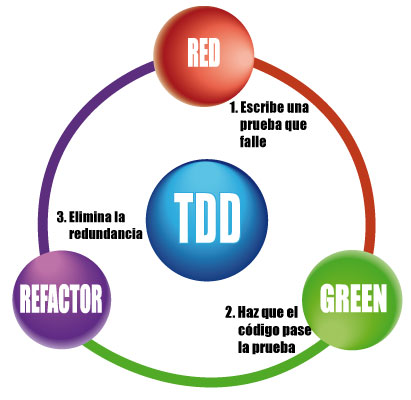 RED
1. Escribe una
prueba que
falle
TDD
3. Elimina la
redundancia
REFACTOR
GREEN
2. Haz que el
código pase
la prueba